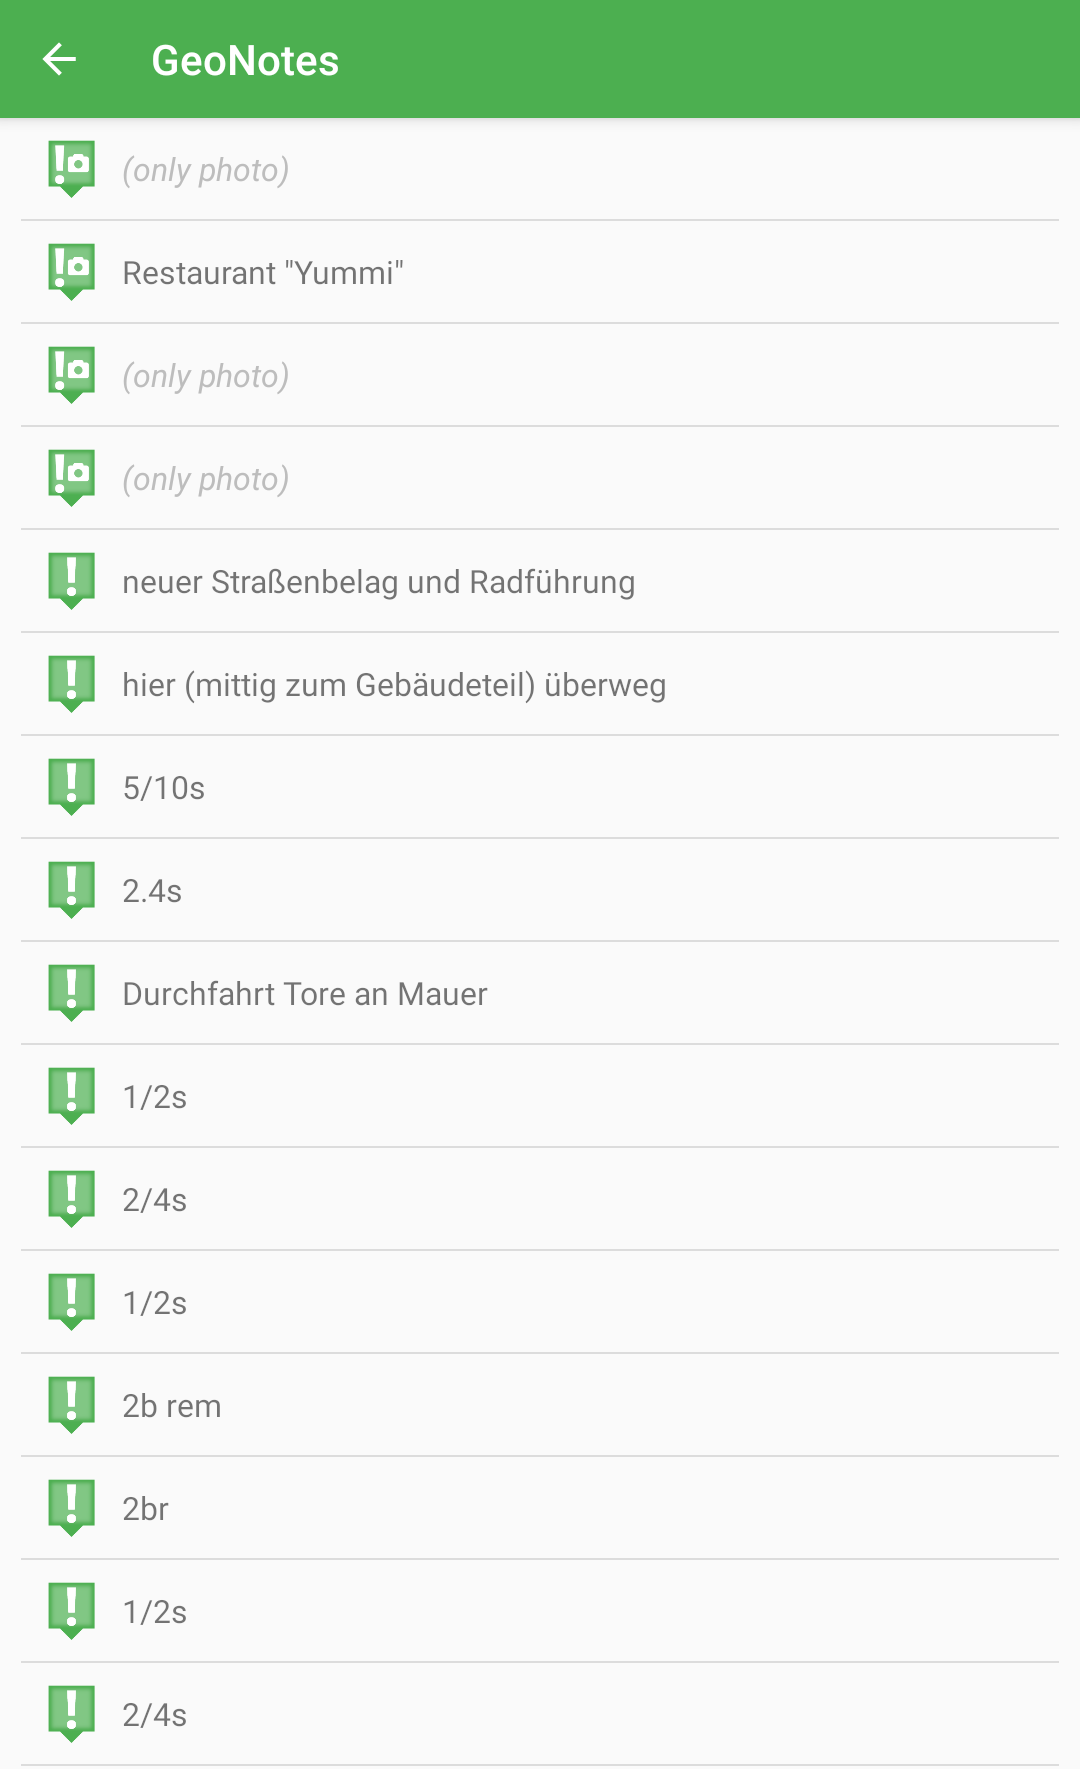 GeoNotes
(only photo)
Restaurant "Yummi"
(only photo)
(only photo)
neuer Straßenbelag und Radführung
hier (mittig zum Gebäudeteil) überweg
5/10s
2.4s
Durchfahrt Tore an Mauer
1/2s
2/4s
1/2s
2b rem
2br
1/2s
2/4s